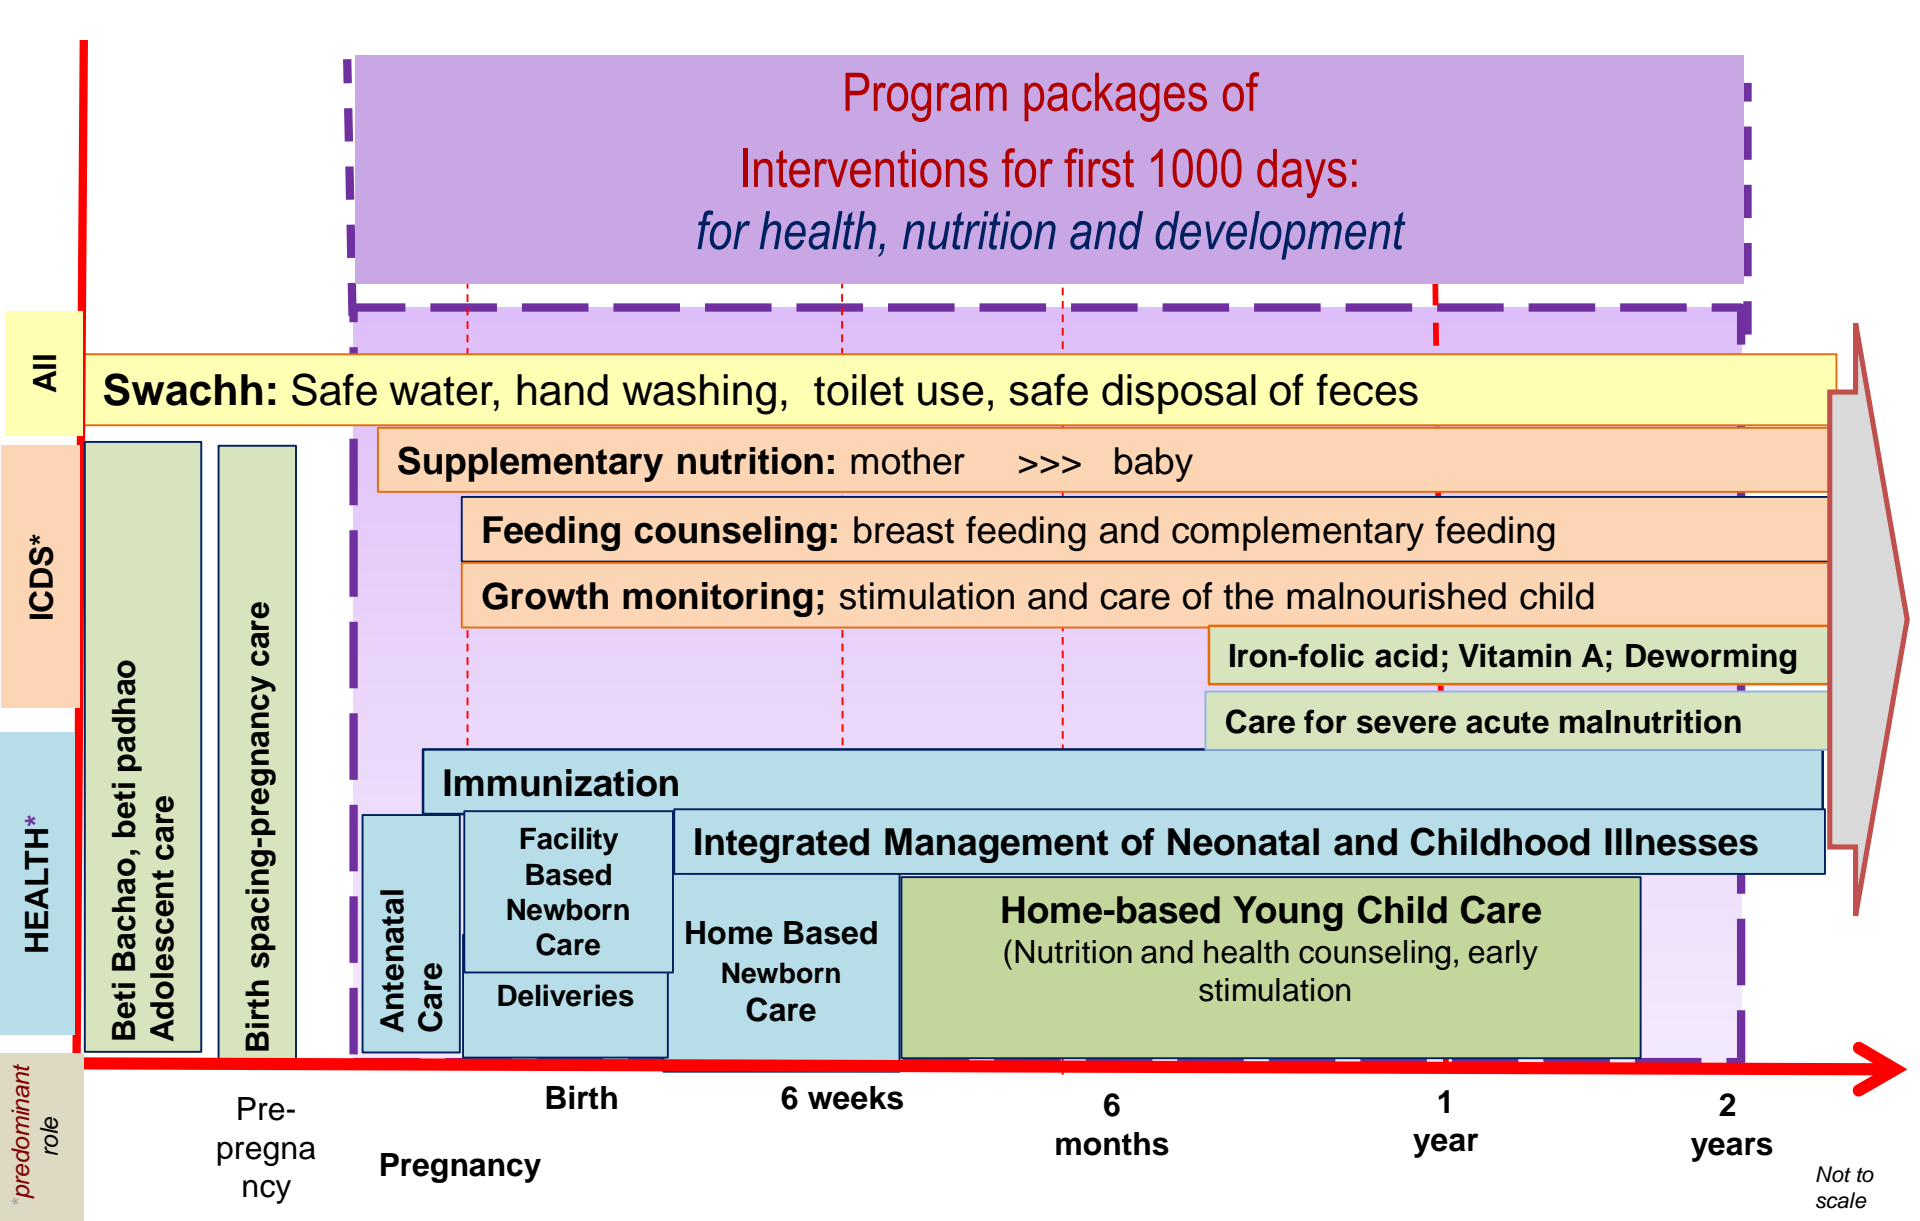 Program packages of
Interventions for first 1000 days:
for health, nutrition and development
All
Swachh: Safe water, hand washing, toilet use, safe disposal of feces
ICDS*
Supplementary nutrition: mother >>> baby
Feeding counseling: breast feeding and complementary feeding
Growth monitoring; stimulation and care of the malnourished child
Iron-folic acid; Vitamin A; Deworming
Care for severe acute malnutrition
HEALTH*
Beti Bachao, beti padhao
Adolescent care
Birth spacing-pregnancy care
Immunization
Antenatal
Care
Facility
Based
Newborn
Care
Deliveries
Integrated Management of Neonatal and Childhood Illnesses
Home Based
Newborn
Care
Home-based Young Child Care
(Nutrition and health counseling, early
stimulation
*predominant
role
Pre-
pregna
ncy
Pregnancy
Birth
6 weeks
6
months
1
year
2
years
Not to
scale